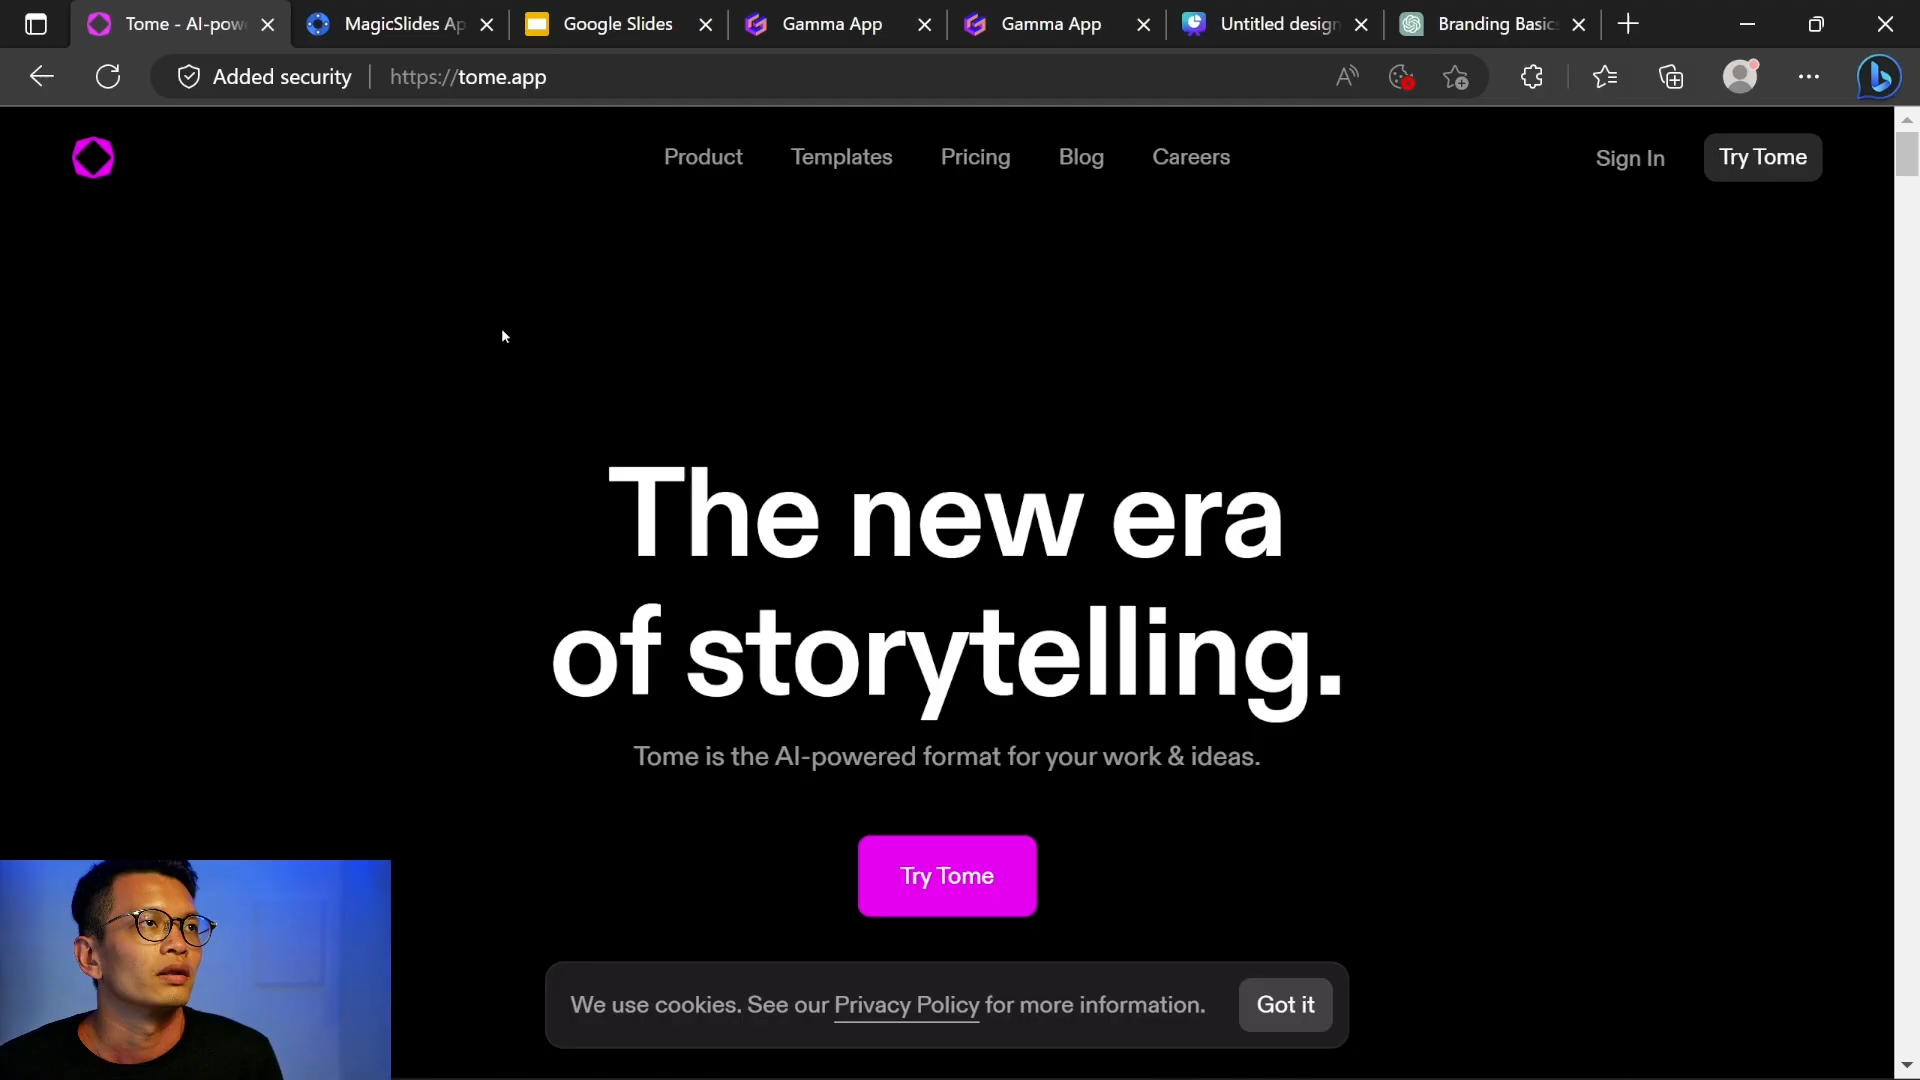 Tome - AI-pow
MagicSlides Ap
Google Slides
Gamma App
Gamma App
Untitled design
Branding Basic
Added security
https://tome.app
Product
Templates
Pricing
Blog
Careers
Sign In
Try Tome
The new era
of storytelling.
Tome is the AI-powered format for your work & ideas.
Try Tome
We use cookies. See our Privacy Policy for more information.
Got it